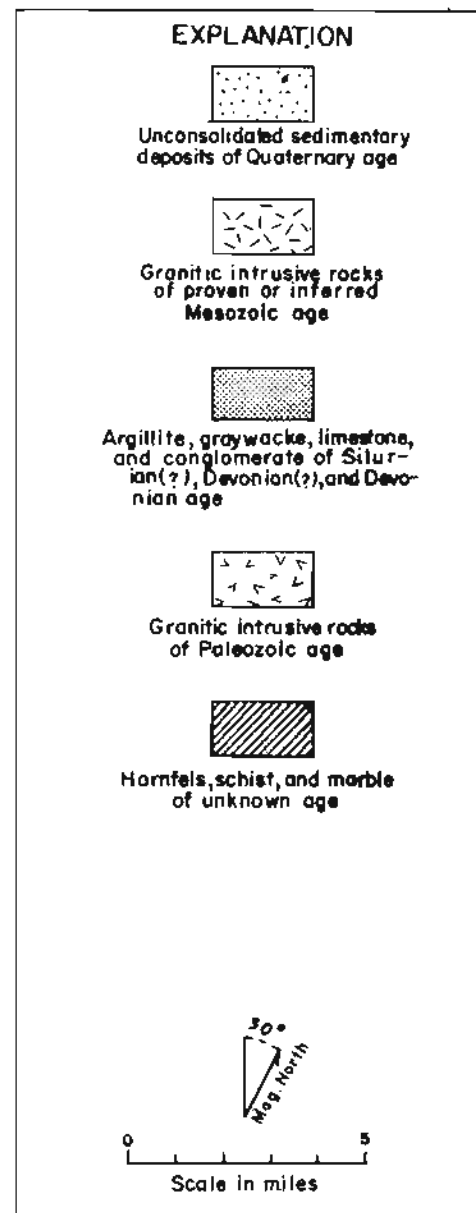 EXPLANATION
Unconsolidated sedimentary
deposits of Quaternary age
Granitic intrusive rocks
of proven or inferred
Mesozoic age
Argillite, graywacke, limestone,
and conglomerate of Silur-
ian(?), Devonian(?), and Devo-
nian age
Granitic intrusive rocks
of Paleozoic age
Hornfels, schist, and marble
of unknown age
30°
Mag. North
0 5
Scale in miles